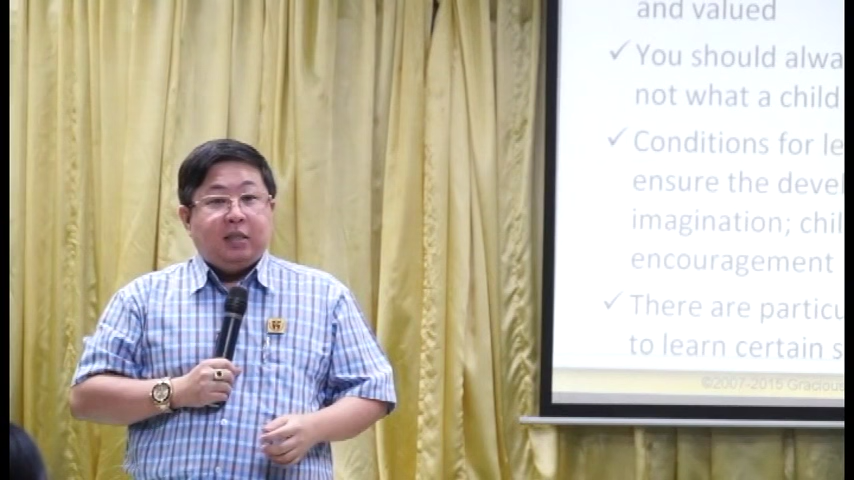 and valued
✓ You should alwa
not what a child
✓ Conditions for le
ensure the devel
imagination; chil
encouragement
✓ There are particu
to learn certain s
©2007-2015 Gracious